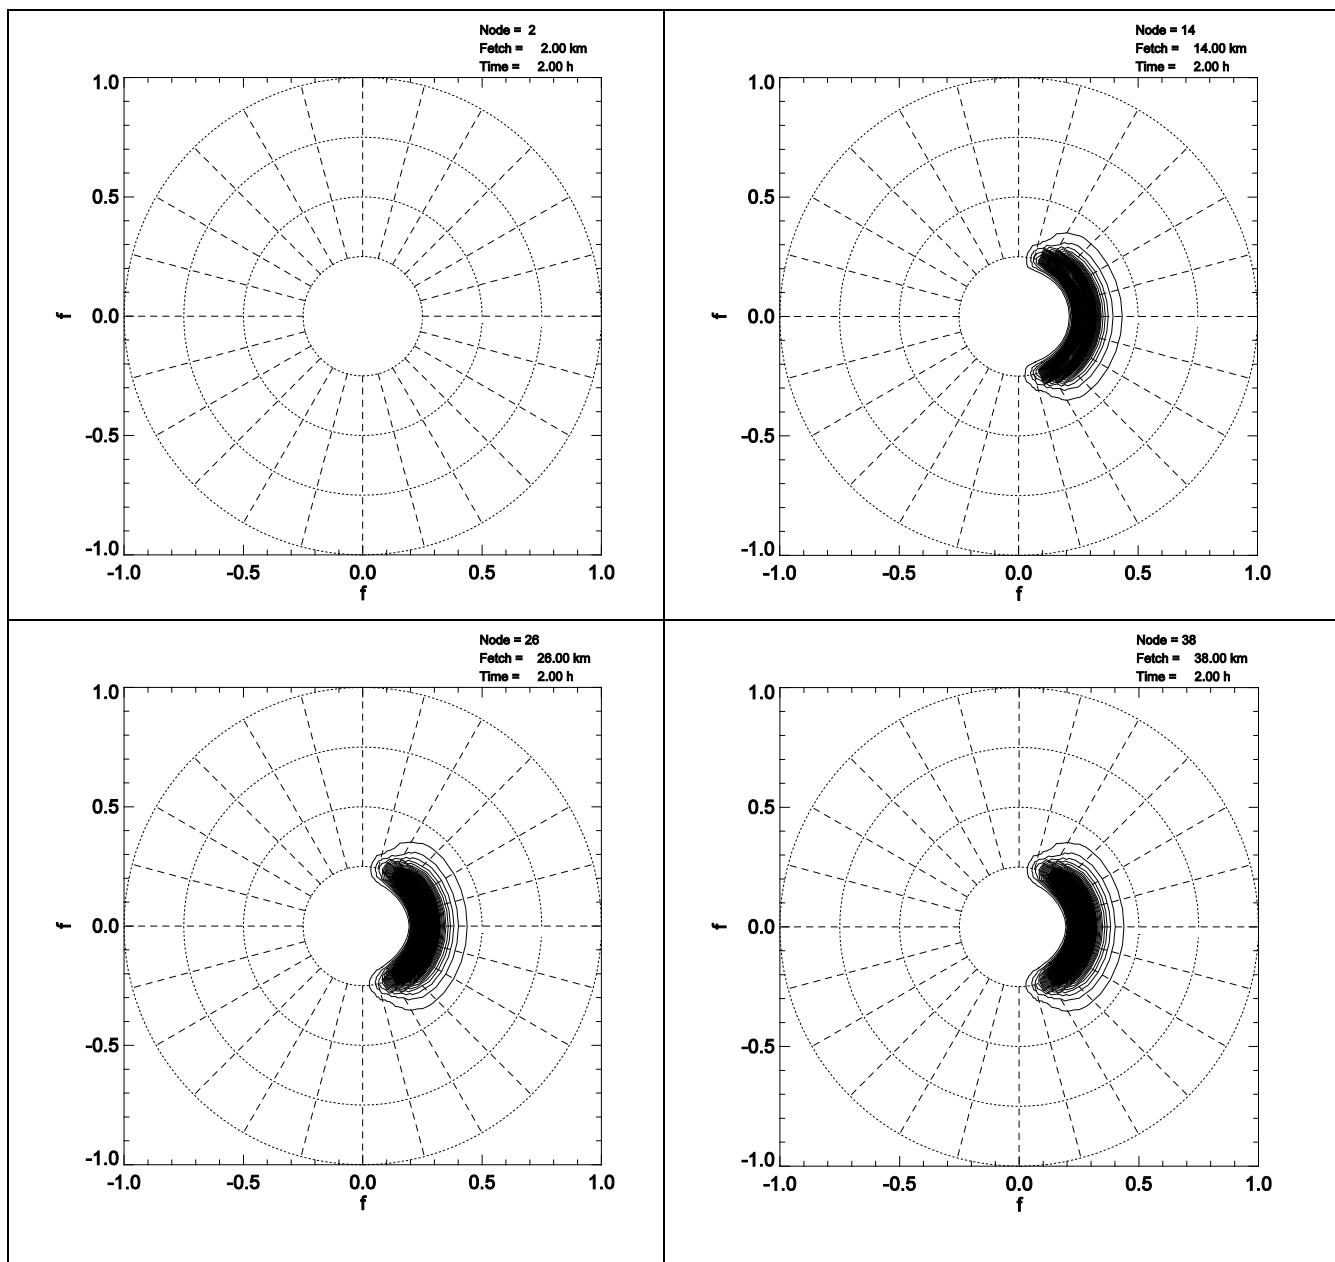 Node = 2
Fetch = 2.00 km
Time = 2.00 h
1.0
0.5
f 0.0
-0.5
-1.0
-1.0 -0.5 0.0 0.5 1.0
f
Node = 14
Fetch = 14.00 km
Time = 2.00 h
1.0
0.5
f 0.0
-0.5
-1.0
-1.0 -0.5 0.0 0.5 1.0
f
Node = 26
Fetch = 26.00 km
Time = 2.00 h
1.0
0.5
f 0.0
-0.5
-1.0
-1.0 -0.5 0.0 0.5 1.0
f
Node = 38
Fetch = 38.00 km
Time = 2.00 h
1.0
0.5
f 0.0
-0.5
-1.0
-1.0 -0.5 0.0 0.5 1.0
f